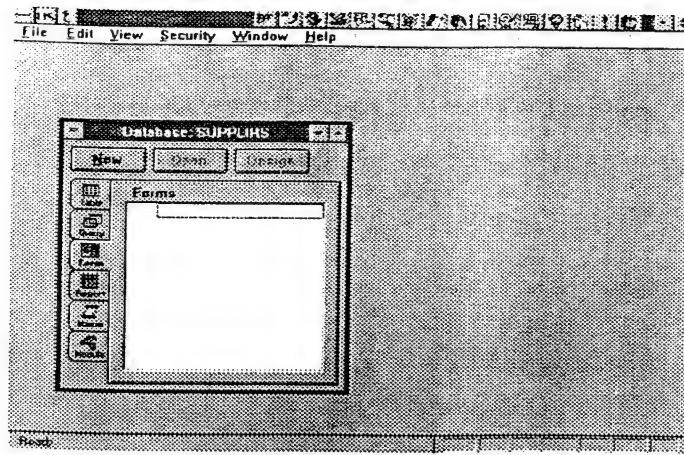 File Edit View Security Window Help
Database: SUPPLIRS
New Open Design
Forms
Table
Query
Form
Report
Macro
Module
Ready